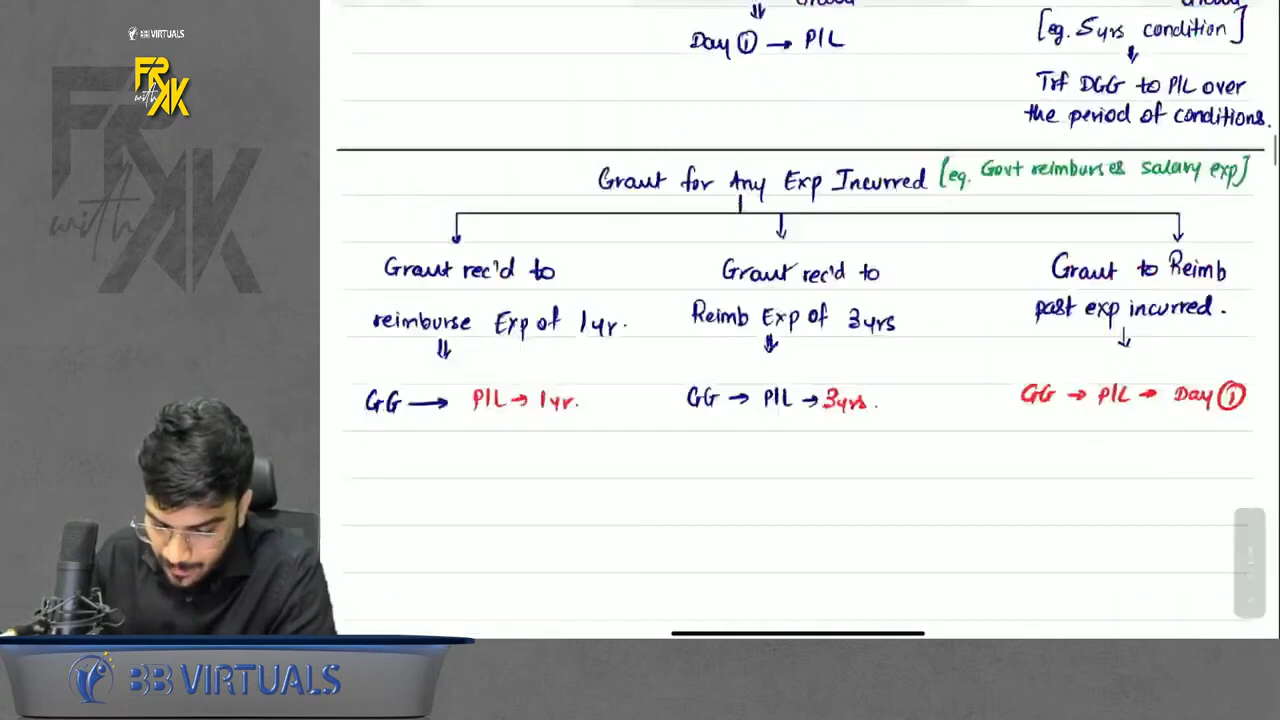 BB VIRTUALS
FR
with AK
FR
with AK
Day ① → P/L
[eg. 5yrs condition]
Trf DGG to P/L over
the period of conditions.
Grant for Any Exp Incurred [eg. Govt reimburses salary exp]
Grant rec'd to
reimburse Exp of 1yr.
GG → P/L → 1yr.
Grant rec'd to
Reimb Exp of 3yrs
GG → P/L → 3yrs.
Grant to Reimb
past exp incurred.
GG → P/L → Day ①
BB VIRTUALS